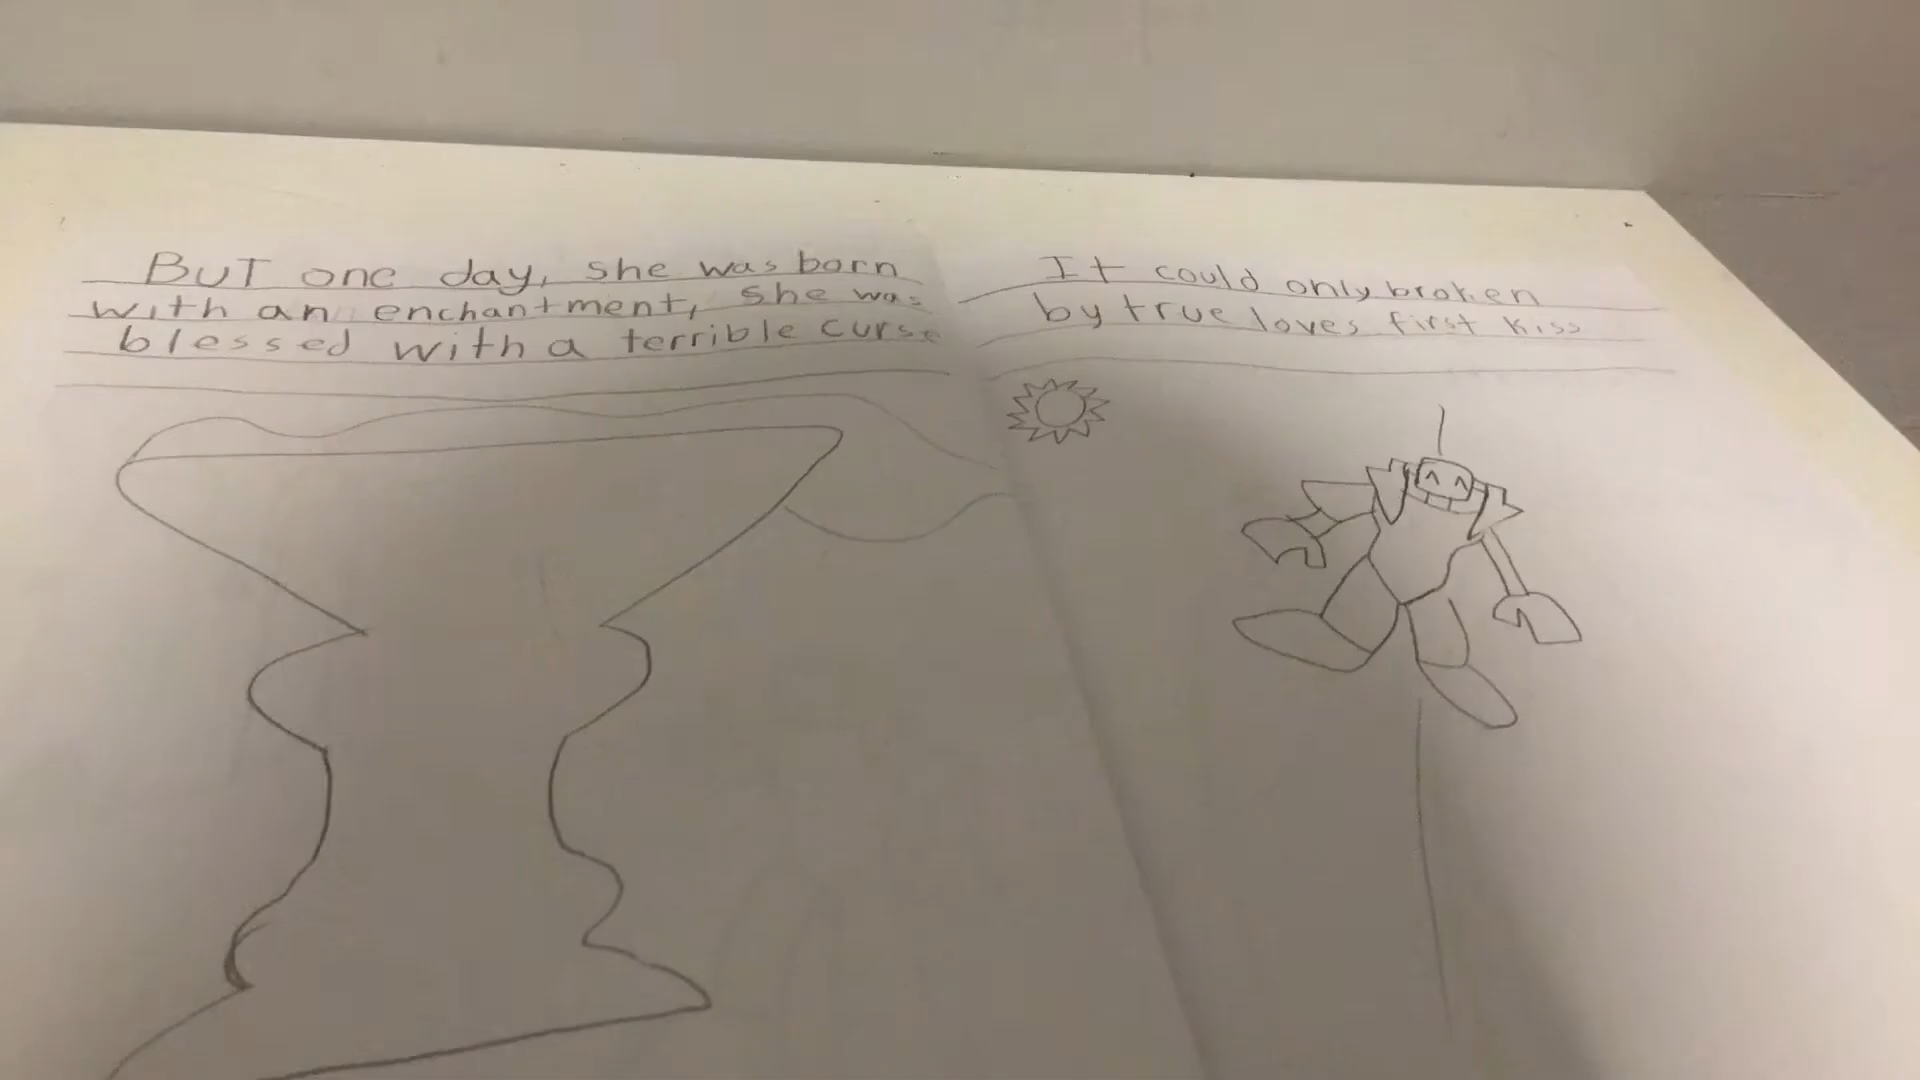 BUT one day, she was born
with an enchantment, she was
blessed with a terrible curse
It could only broken
by true loves first kiss